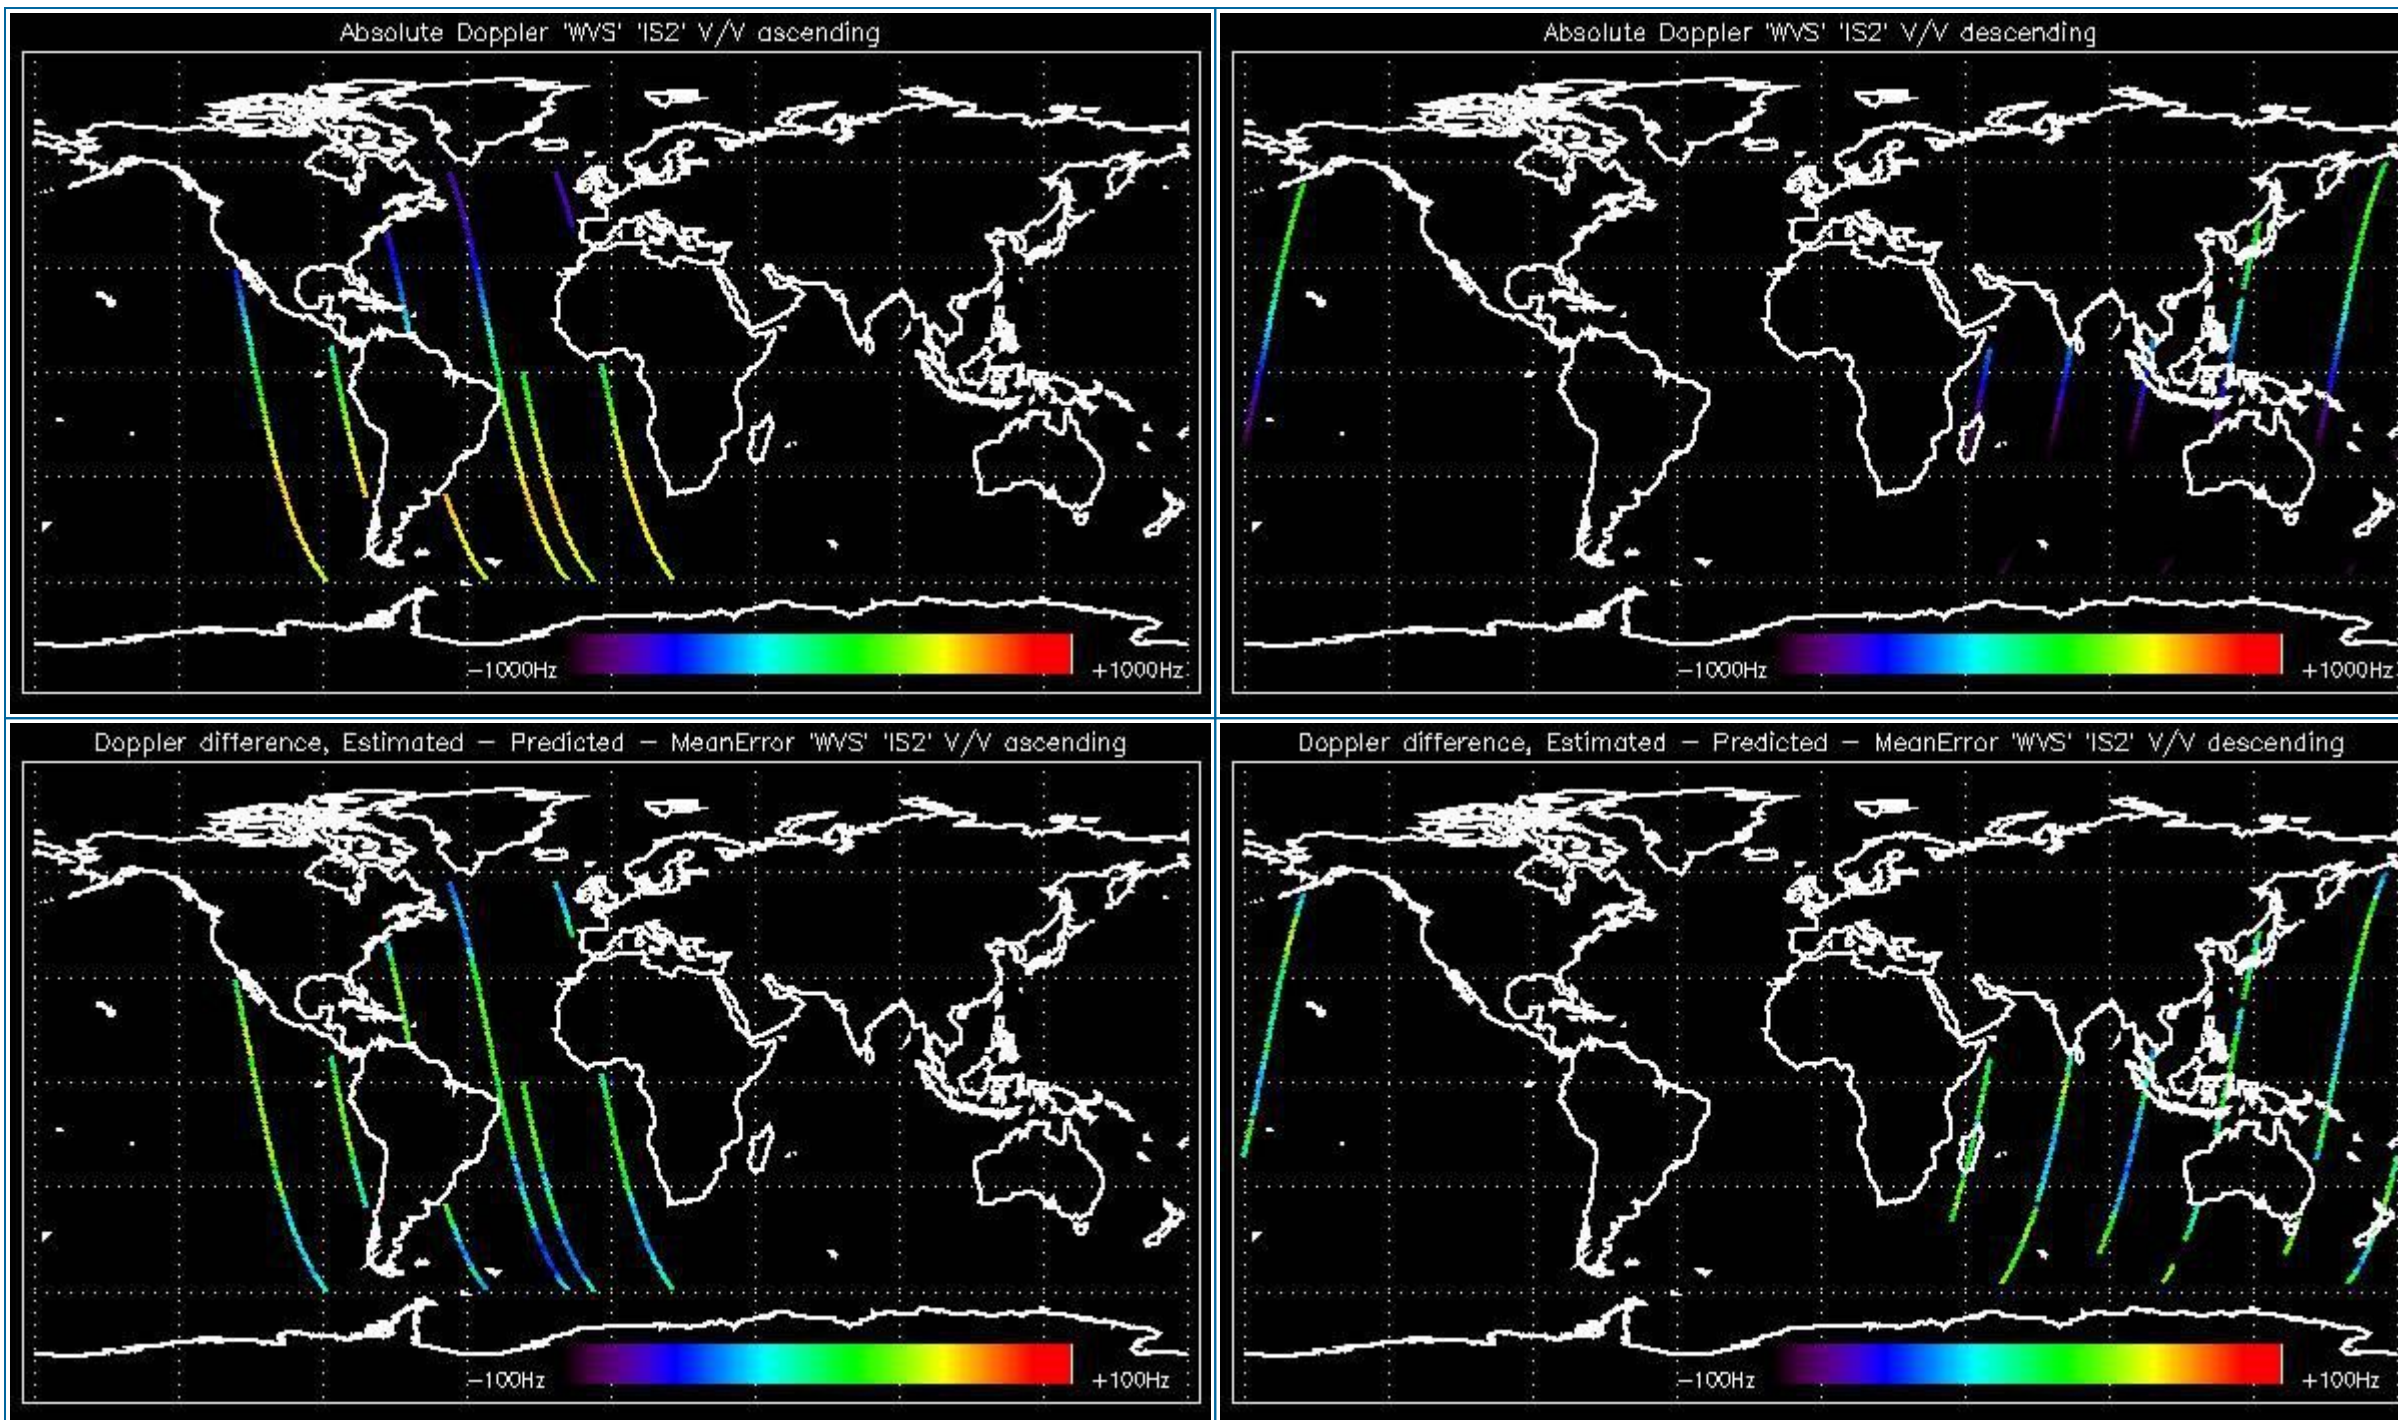 Absolute Doppler 'WVS' 'IS2' V/V ascending
-1000Hz
+1000Hz
Absolute Doppler 'WVS' 'IS2' V/V descending
-1000Hz
+1000Hz
Doppler difference, Estimated - Predicted - MeanError 'WVS' 'IS2' V/V ascending
-100Hz
+100Hz
Doppler difference, Estimated - Predicted - MeanError 'WVS' 'IS2' V/V descending
-100Hz
+100Hz